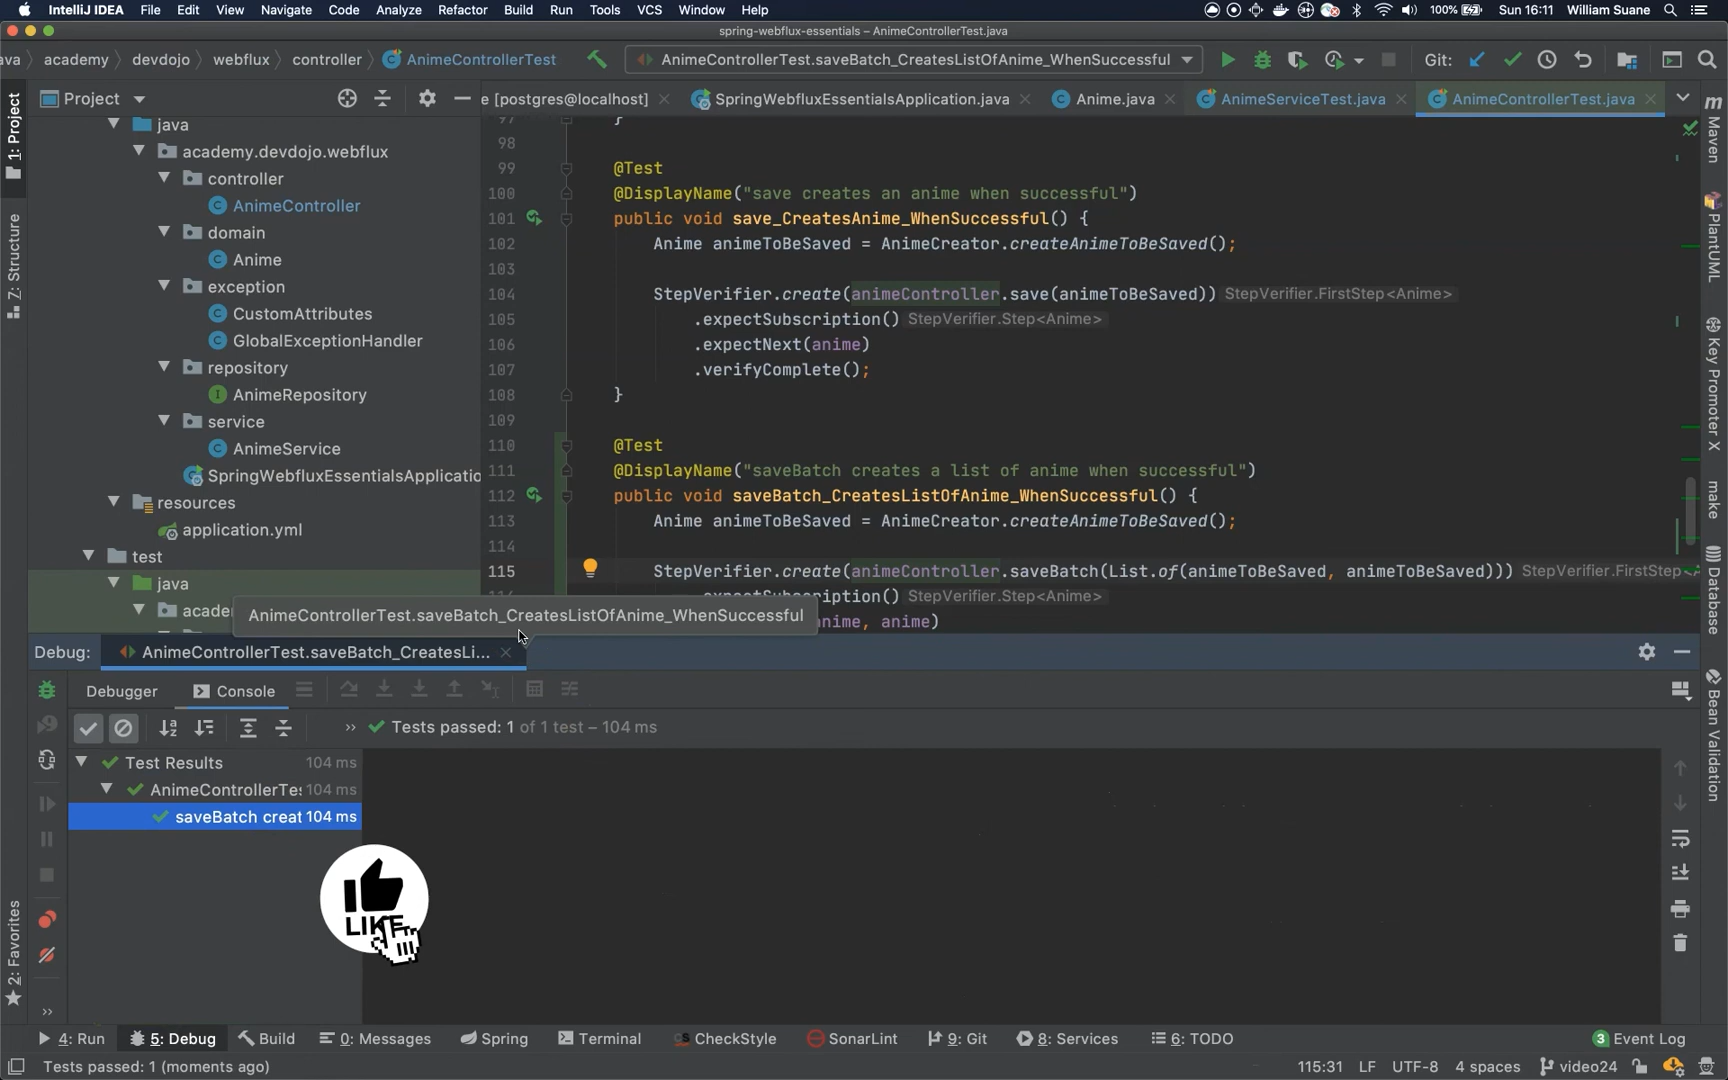 IntelliJ IDEA File Edit View Navigate Code Analyze Refactor Build Run Tools VCS Window Help 100% Sun 16:11 William Suane
spring-webflux-essentials – AnimeControllerTest.java
ava academy devdojo webflux controller AnimeControllerTest AnimeControllerTest.saveBatch_CreatesListOfAnime_WhenSuccessful Git:
Project e [postgres@localhost] SpringWebfluxEssentialsApplication.java Anime.java AnimeServiceTest.java AnimeControllerTest.java
1: Project
Z: Structure
2: Favorites
java
academy.devdojo.webflux
controller
AnimeController
domain
Anime
exception
CustomAttributes
GlobalExceptionHandler
repository
AnimeRepository
service
AnimeService
SpringWebfluxEssentialsApplicatio
resources
application.yml
test
java
acade
97 }
98
99 @Test
100 @DisplayName("save creates an anime when successful")
101 public void save_CreatesAnime_WhenSuccessful() {
102 Anime animeToBeSaved = AnimeCreator.createAnimeToBeSaved();
103
104 StepVerifier.create(animeController.save(animeToBeSaved)) StepVerifier.FirstStep<Anime>
105 .expectSubscription() StepVerifier.Step<Anime>
106 .expectNext(anime)
107 .verifyComplete();
108 }
109
110 @Test
111 @DisplayName("saveBatch creates a list of anime when successful")
112 public void saveBatch_CreatesListOfAnime_WhenSuccessful() {
113 Anime animeToBeSaved = AnimeCreator.createAnimeToBeSaved();
114
115 StepVerifier.create(animeController.saveBatch(List.of(animeToBeSaved, animeToBeSaved))) StepVerifier.FirstStep<A
.expectSubscription() StepVerifier.Step<Anime>
anime, anime)
AnimeControllerTest.saveBatch_CreatesListOfAnime_WhenSuccessful
Maven
PlantUML
Key Promoter X
make
Database
Bean Validation
Debug: AnimeControllerTest.saveBatch_CreatesLi...
Debugger Console
Tests passed: 1 of 1 test – 104 ms
Test Results 104 ms
AnimeControllerTes 104 ms
saveBatch creat 104 ms
LIKE
4: Run 5: Debug Build 0: Messages Spring Terminal CheckStyle SonarLint 9: Git 8: Services 6: TODO 3 Event Log
Tests passed: 1 (moments ago) 115:31 LF UTF-8 4 spaces video24